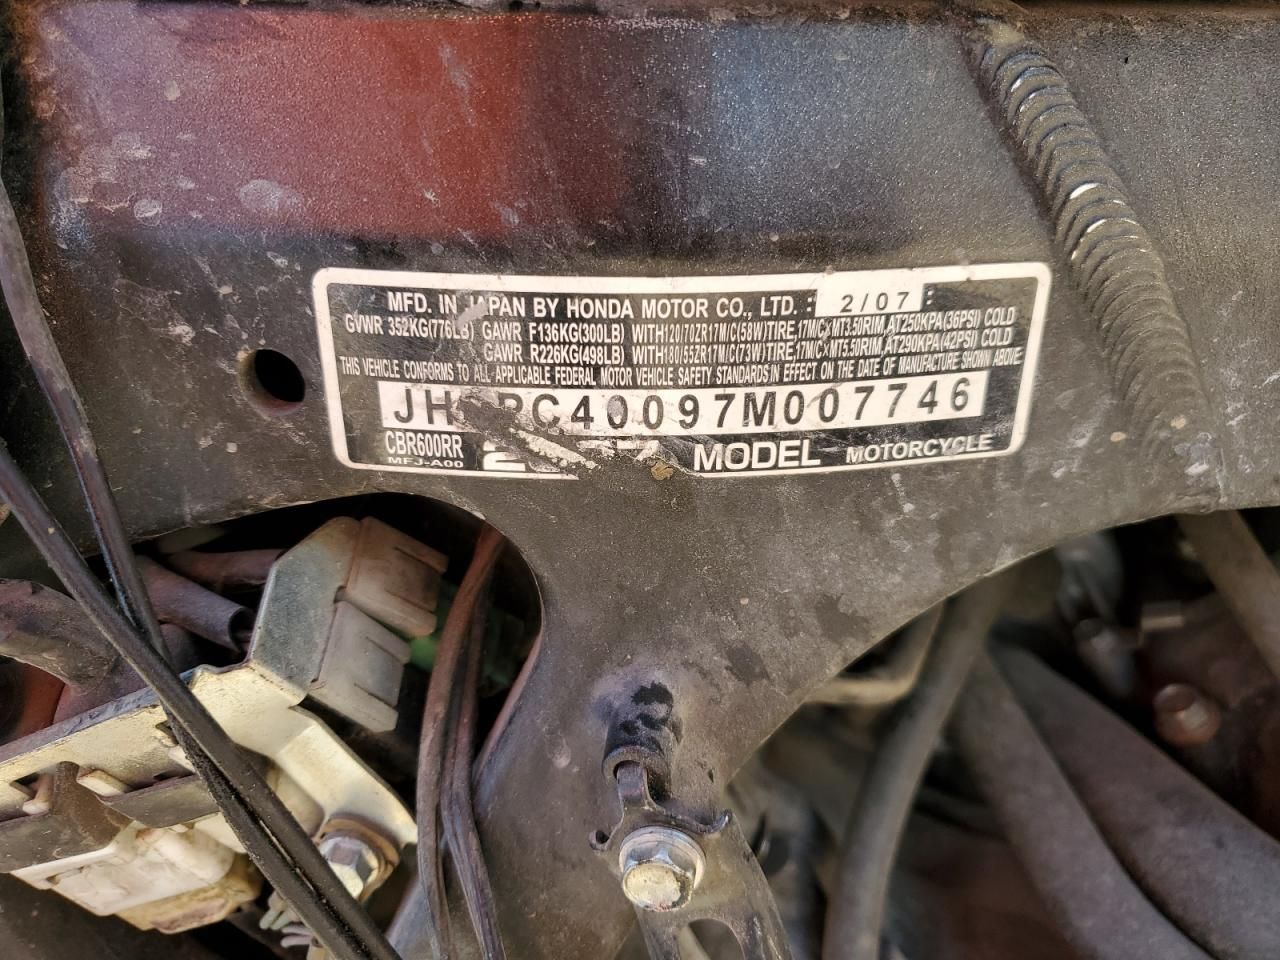 MFD. IN JAPAN BY HONDA MOTOR CO., LTD. : 2/07 :
GVWR 352KG(776LB) GAWR F136KG(300LB) WITH120/70ZR17M/C(58W)TIRE,17M/C×MT3.50RIM,AT250KPA(36PSI) COLD
GAWR R226KG(498LB) WITH180/55ZR17M/C(73W)TIRE,17M/C×MT5.50RIM,AT290KPA(42PSI) COLD
THIS VEHICLE CONFORMS TO ALL APPLICABLE FEDERAL MOTOR VEHICLE SAFETY STANDARDS IN EFFECT ON THE DATE OF MANUFACTURE SHOWN ABOVE
CBR600RR MODEL MOTORCYCLE
MFJ-A00